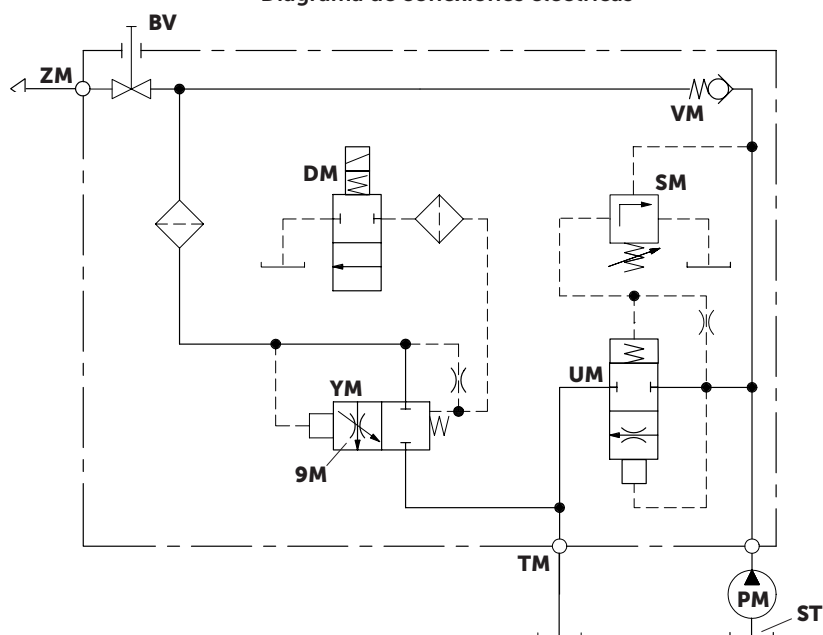 Diagrama de conexiones eléctricas
BV
ZM
VM
DM
SM
UM
YM
9M
TM
PM
ST